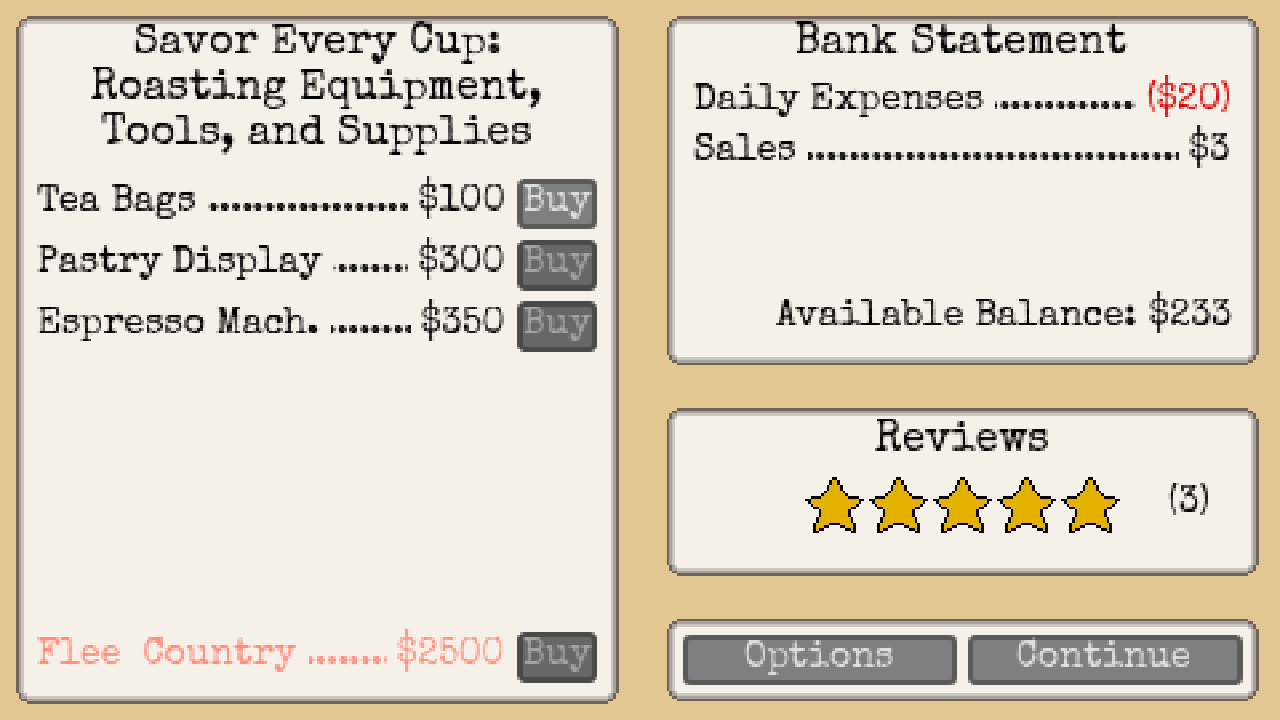 Savor Every Cup:
Roasting Equipment,
Tools, and Supplies
Tea Bags .................. $100 Buy
Pastry Display ....... $300 Buy
Espresso Mach. ........ $350 Buy
Flee Country ........ $2500 Buy
Bank Statement
Daily Expenses ............. ($20)
Sales .................................. $3
Available Balance: $233
Reviews
(3)
Options
Continue